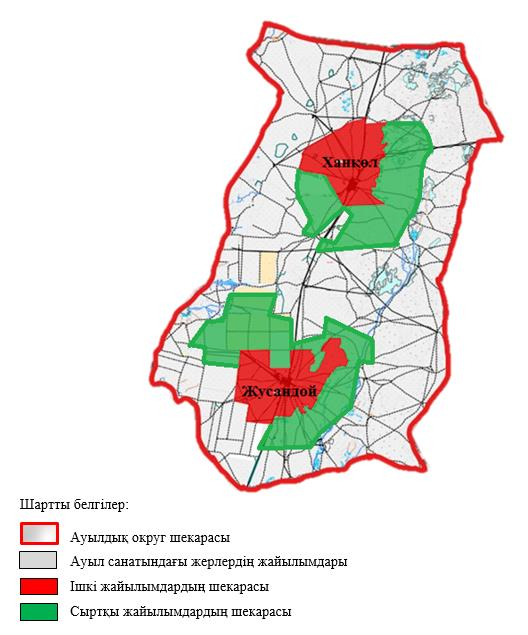 Ханкөл
Жусандой
Шартты белгілер:
Ауылдық округ шекарасы
Ауыл санатындағы жерлердің жайылымдары
Ішкі жайылымдардың шекарасы
Сыртқы жайылымдардың шекарасы